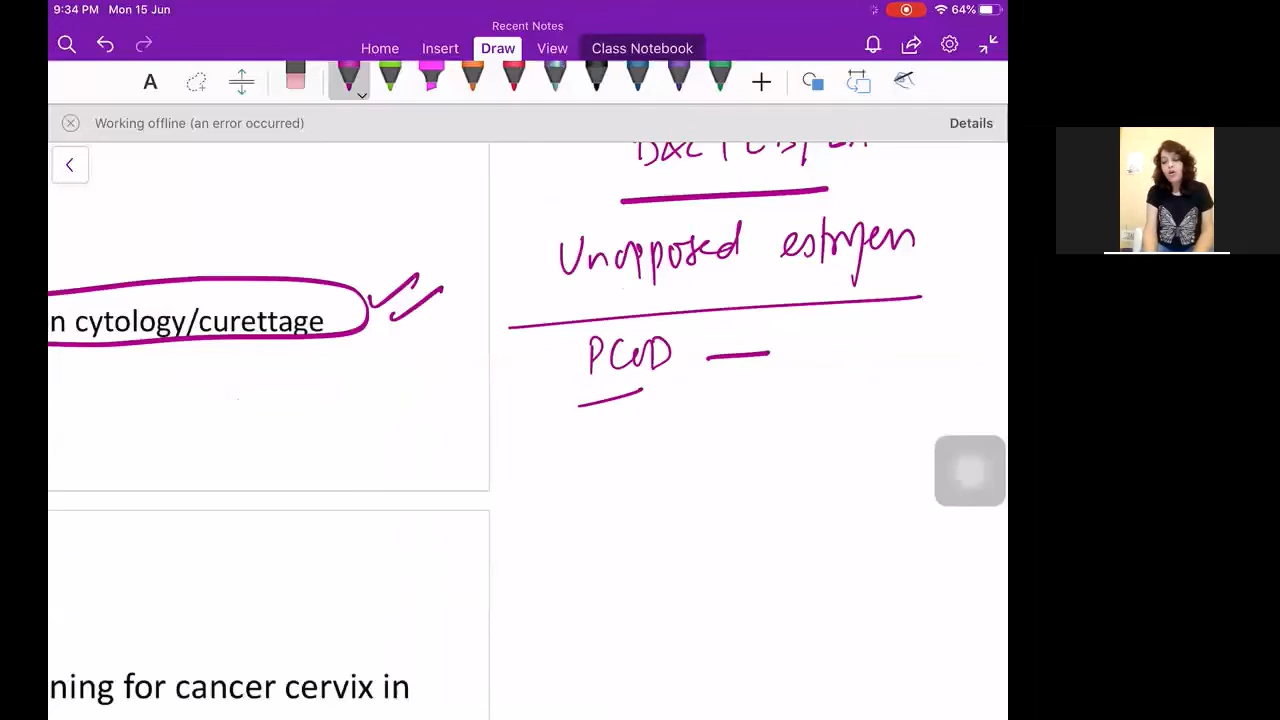 9:34 PM Mon 15 Jun
64%
Recent Notes
Home Insert Draw View Class Notebook
A
Working offline (an error occurred)
Details
Unopposed estrogen
n cytology/curettage
PCOD
ning for cancer cervix in